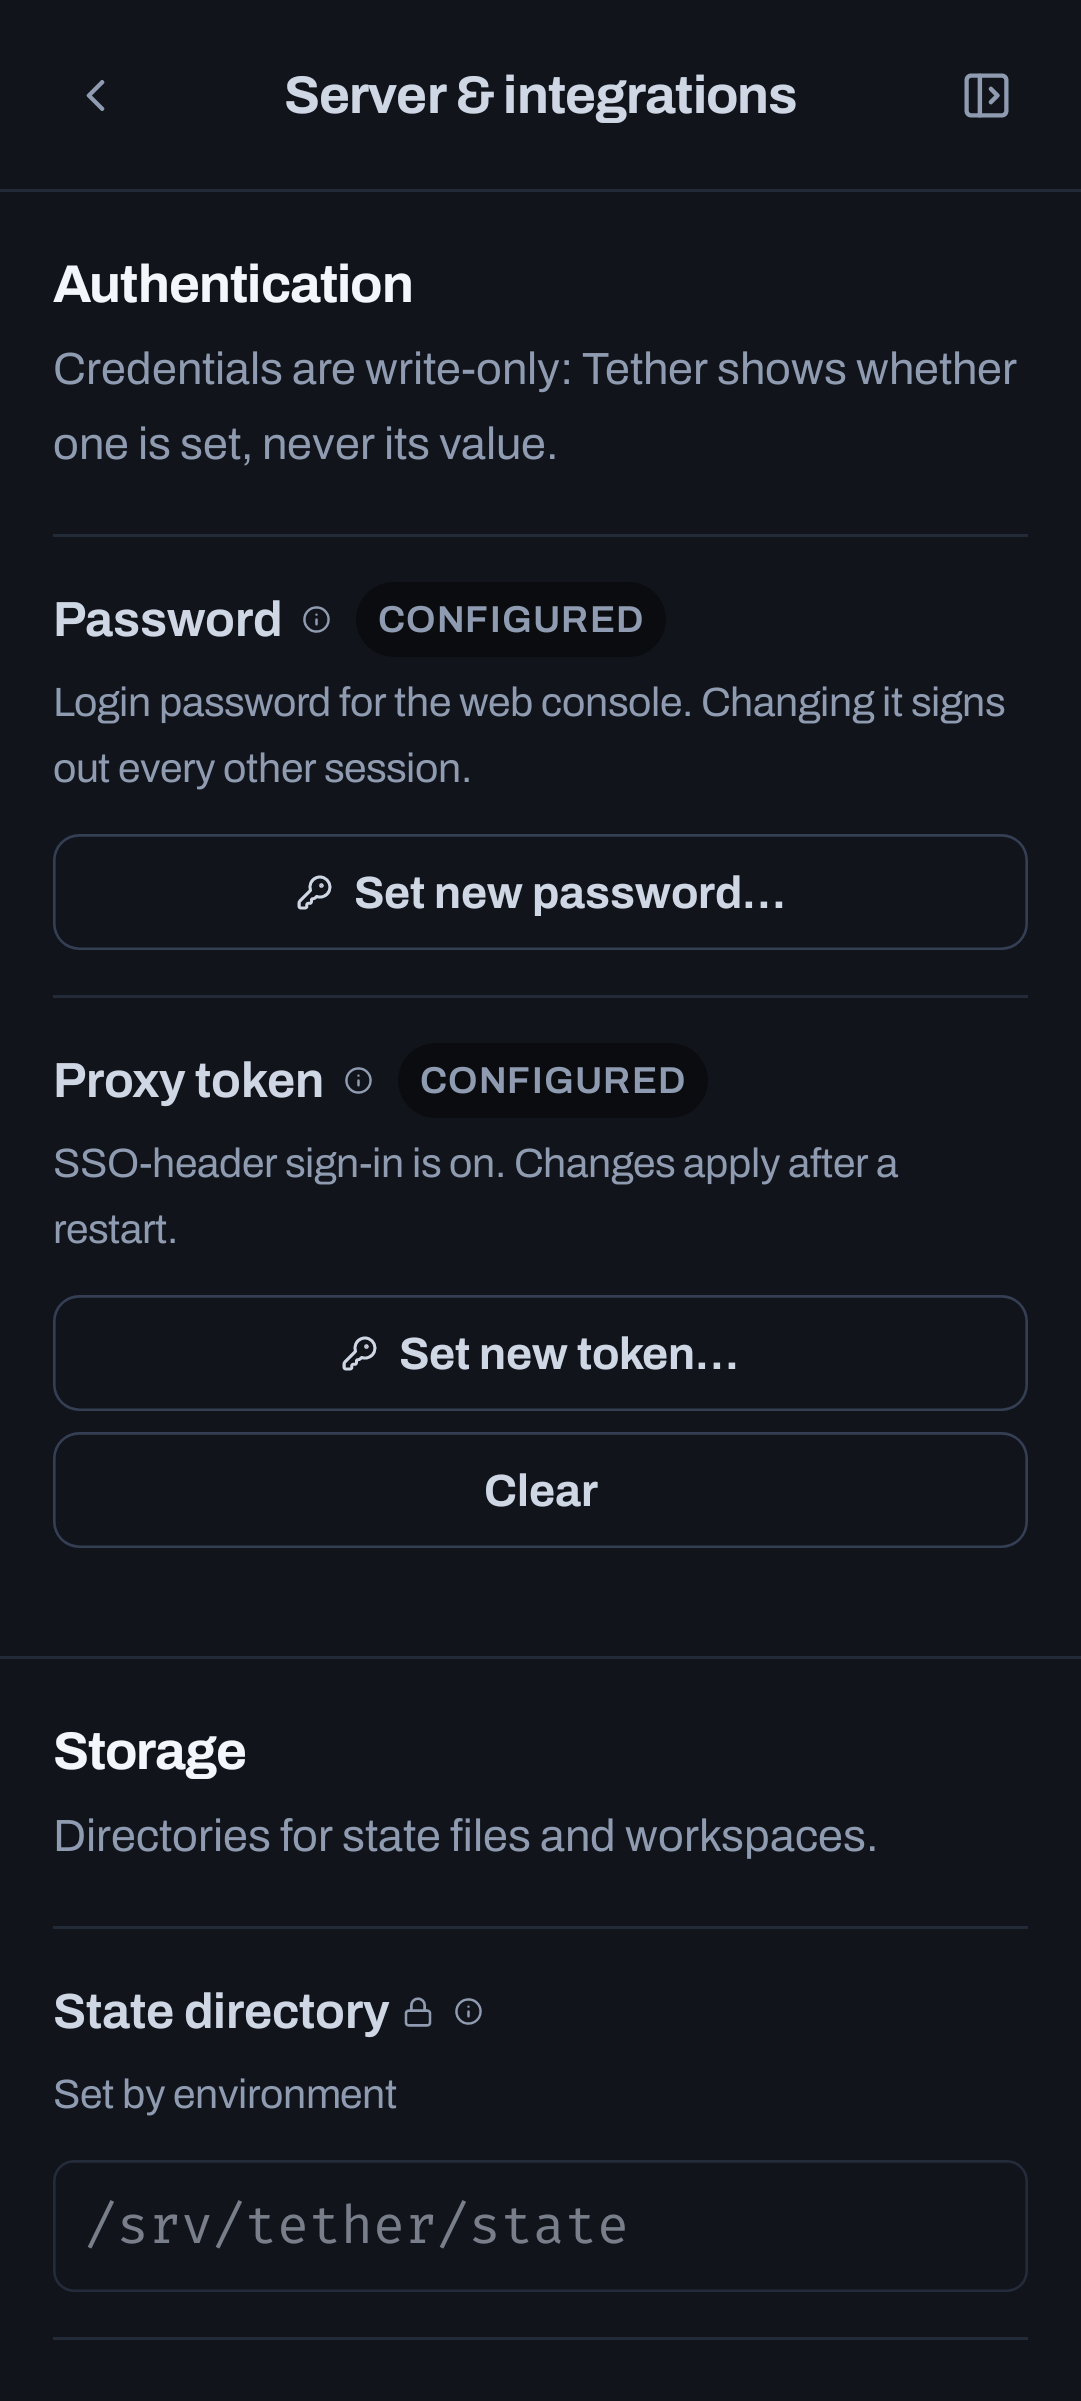 Server & integrations
Authentication
Credentials are write-only: Tether shows whether
one is set, never its value.
Password CONFIGURED
Login password for the web console. Changing it signs
out every other session.
Set new password...
Proxy token CONFIGURED
SSO-header sign-in is on. Changes apply after a
restart.
Set new token...
Clear
Storage
Directories for state files and workspaces.
State directory
Set by environment
/srv/tether/state